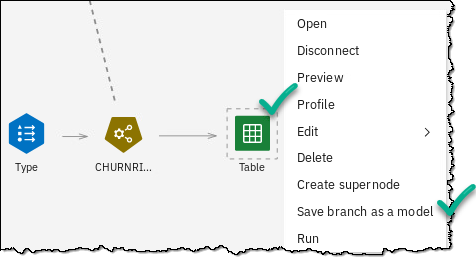 Open
Disconnect
Preview
Profile
Edit
Delete
Create supernode
Save branch as a model
Run
Type
CHURNRI...
Table